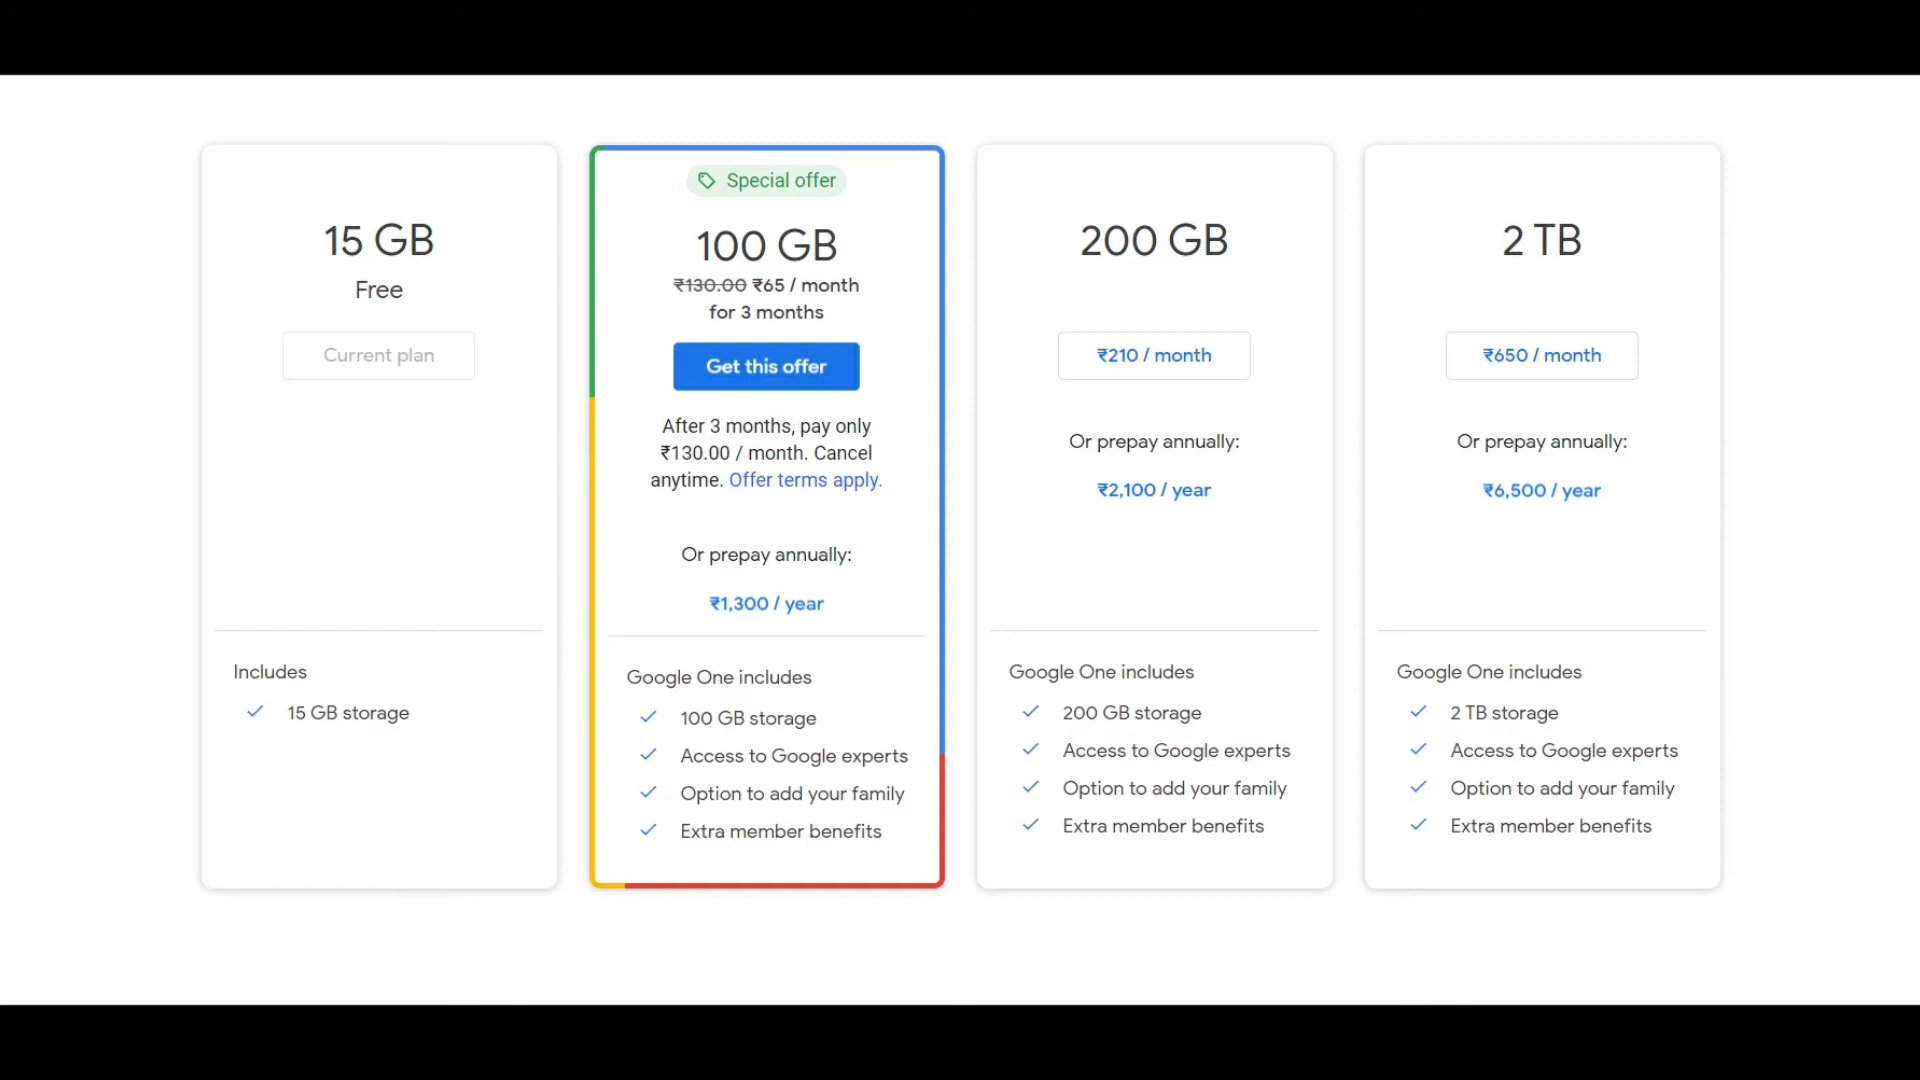 15 GB
Free
Current plan
Includes
15 GB storage
Special offer
100 GB
₹130.00 ₹65 / month
for 3 months
Get this offer
After 3 months, pay only
₹130.00 / month. Cancel
anytime. Offer terms apply.
Or prepay annually:
₹1,300 / year
Google One includes
100 GB storage
Access to Google experts
Option to add your family
Extra member benefits
200 GB
₹210 / month
Or prepay annually:
₹2,100 / year
Google One includes
200 GB storage
Access to Google experts
Option to add your family
Extra member benefits
2 TB
₹650 / month
Or prepay annually:
₹6,500 / year
Google One includes
2 TB storage
Access to Google experts
Option to add your family
Extra member benefits